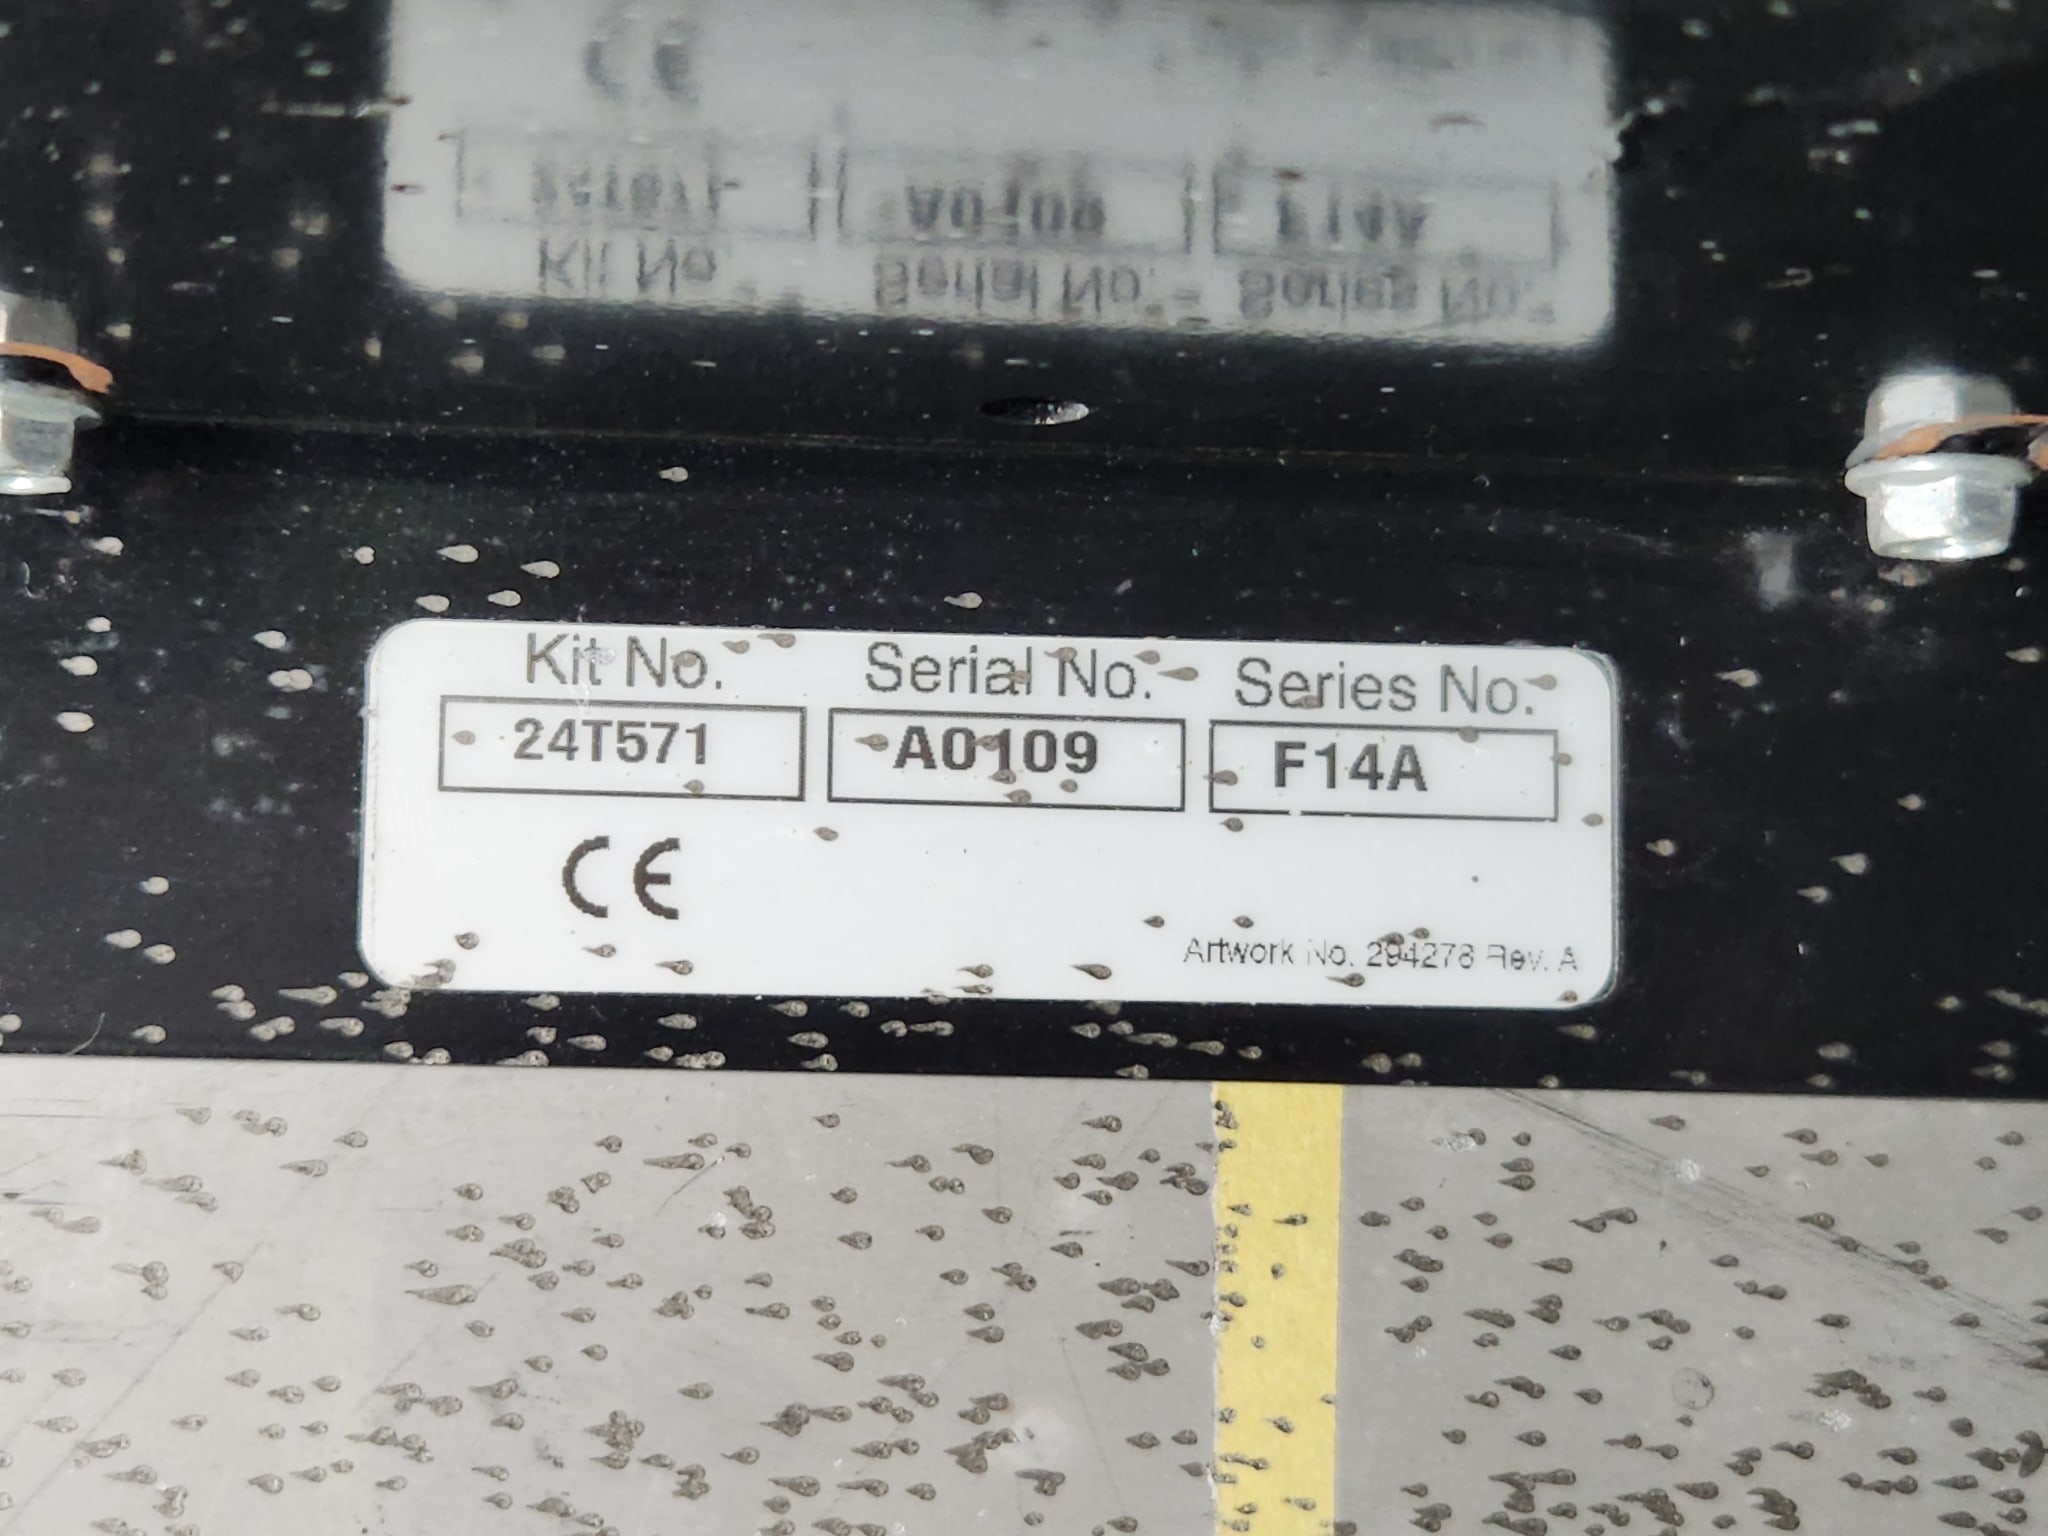 Kit No. Serial No. Series No.
24T571 A0109 F14A
CE
Artwork No. 294278 Rev. A